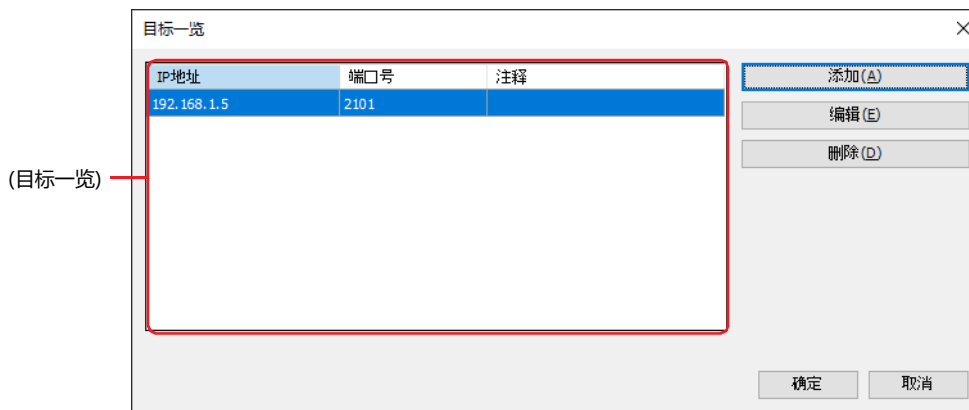 目标一览
IP地址 端口号 注释
192.168.1.5 2101
添加(A)
编辑(E)
删除(D)
(目标一览)
确定 取消